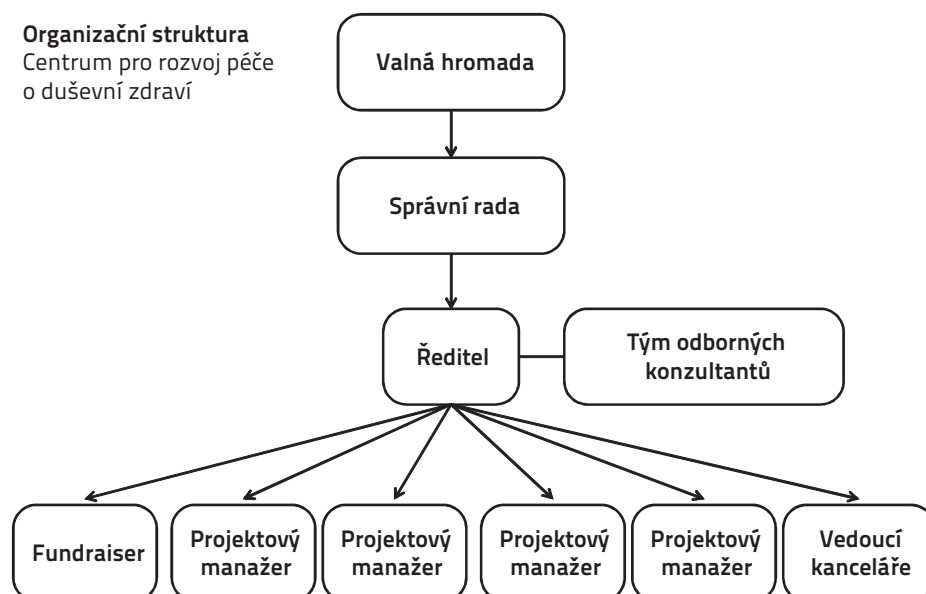 Organizační struktura
Centrum pro rozvoj péče
o duševní zdraví
Valná hromada
Správní rada
Ředitel
Tým odborných
konzultantů
Fundraiser
Projektový
manažer
Projektový
manažer
Projektový
manažer
Projektový
manažer
Vedoucí
kanceláře